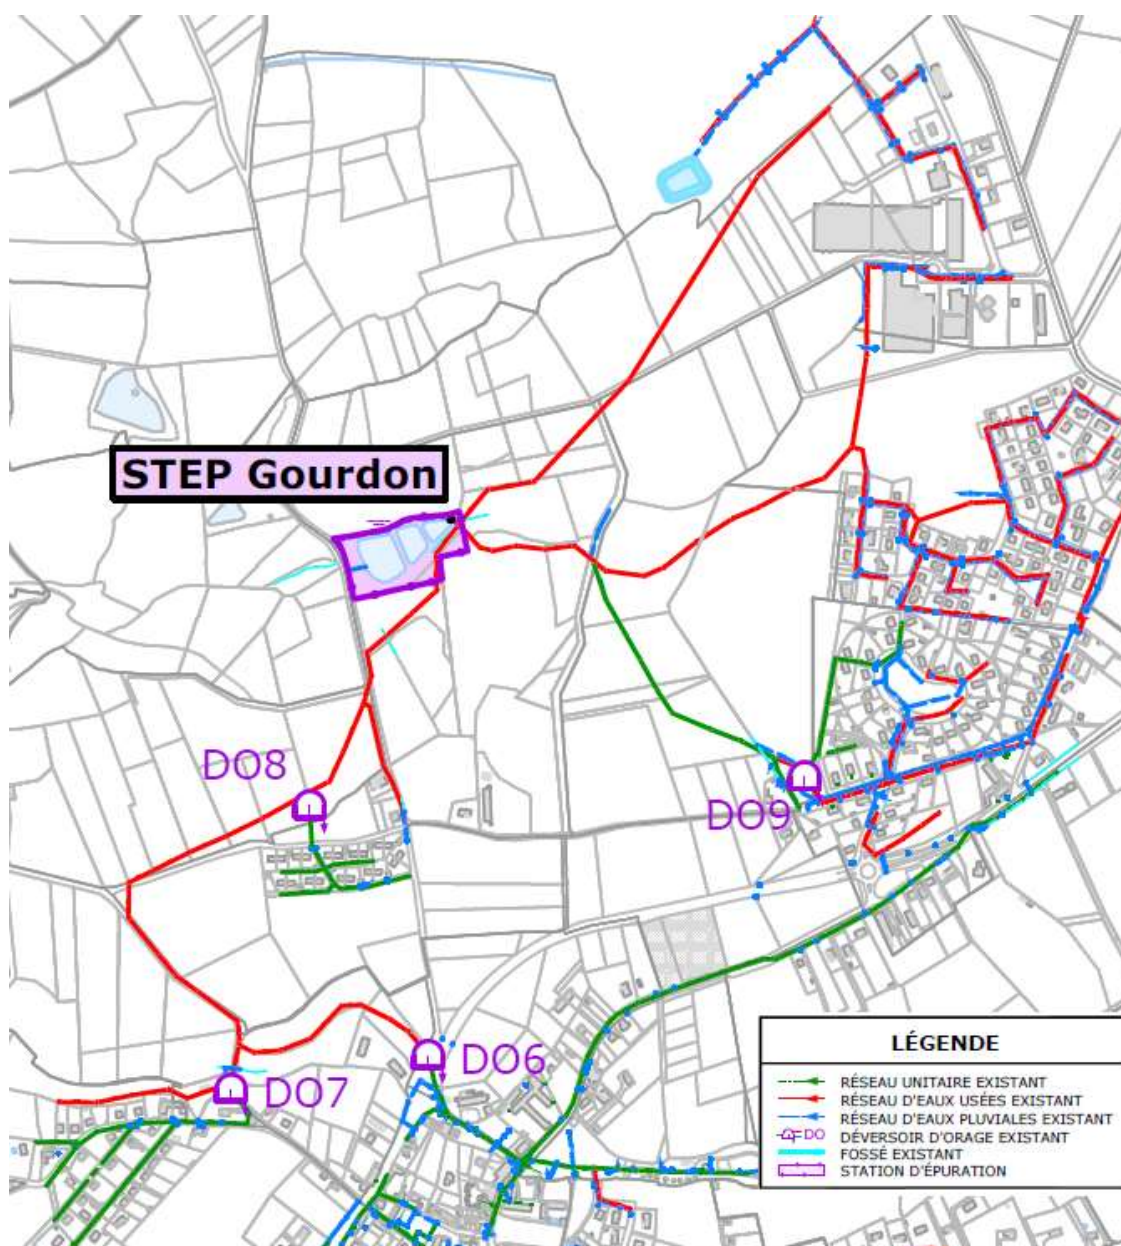 STEP Gourdon
DO8
DO9
DO6
DO7
LÉGENDE
RÉSEAU UNITAIRE EXISTANT
RÉSEAU D'EAUX USÉES EXISTANT
RÉSEAU D'EAUX PLUVIALES EXISTANT
DO DÉVERSOIR D'ORAGE EXISTANT
FOSSÉ EXISTANT
STATION D'ÉPURATION